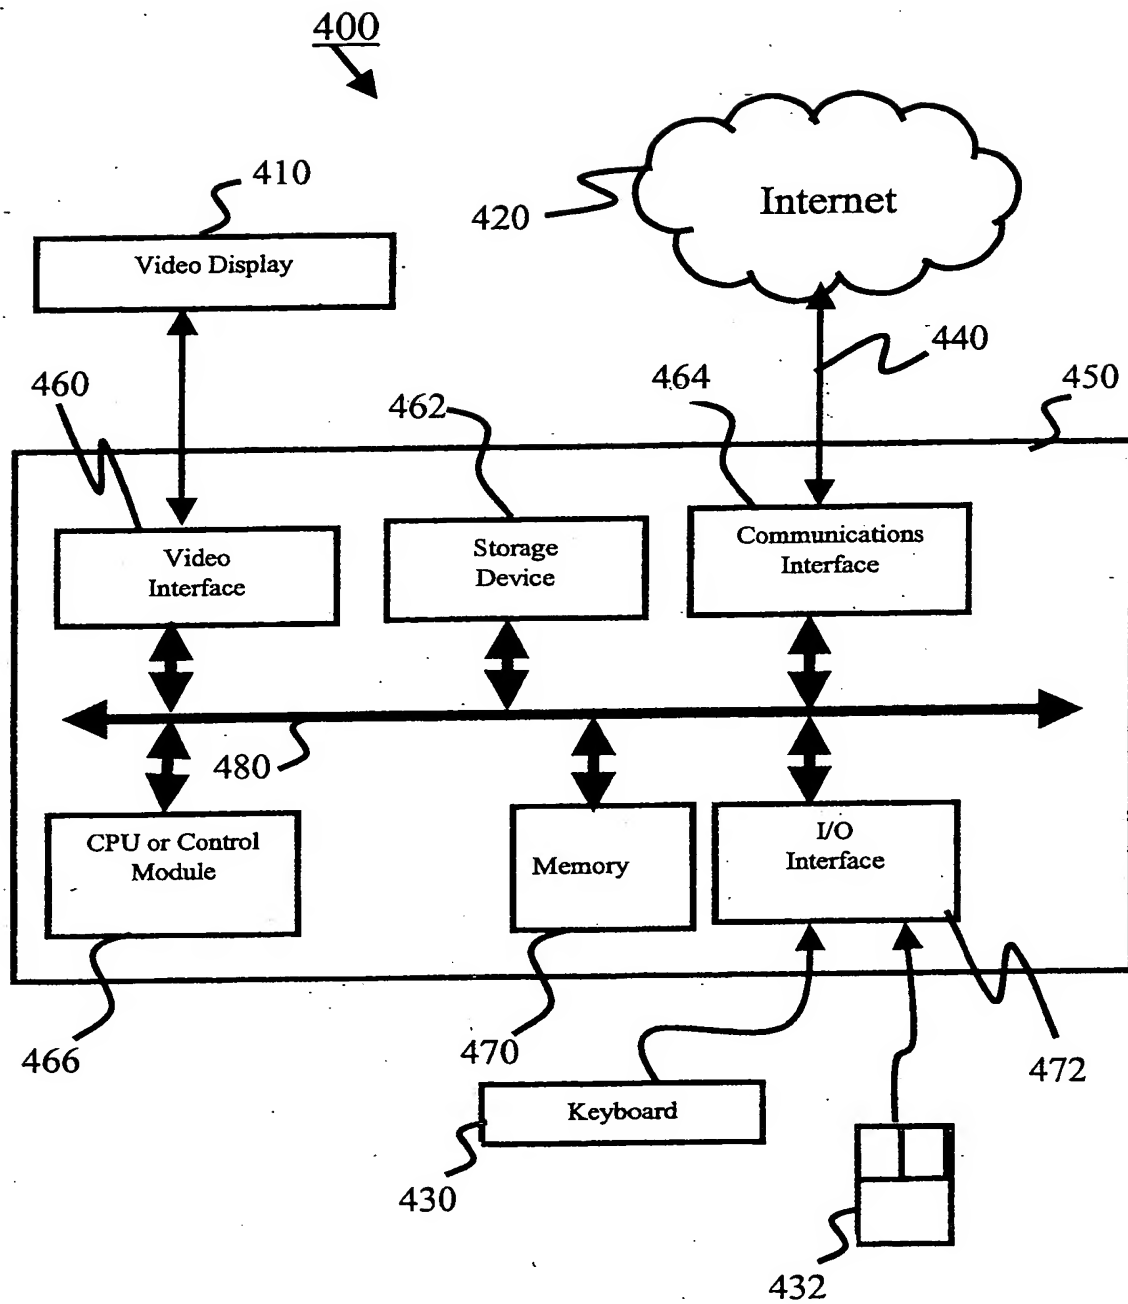 400
410
Video Display
420
Internet
440
450
460
462
464
Video
Interface
Storage
Device
Communications
Interface
480
CPU or Control
Module
Memory
I/O
Interface
466
470
472
Keyboard
430
432